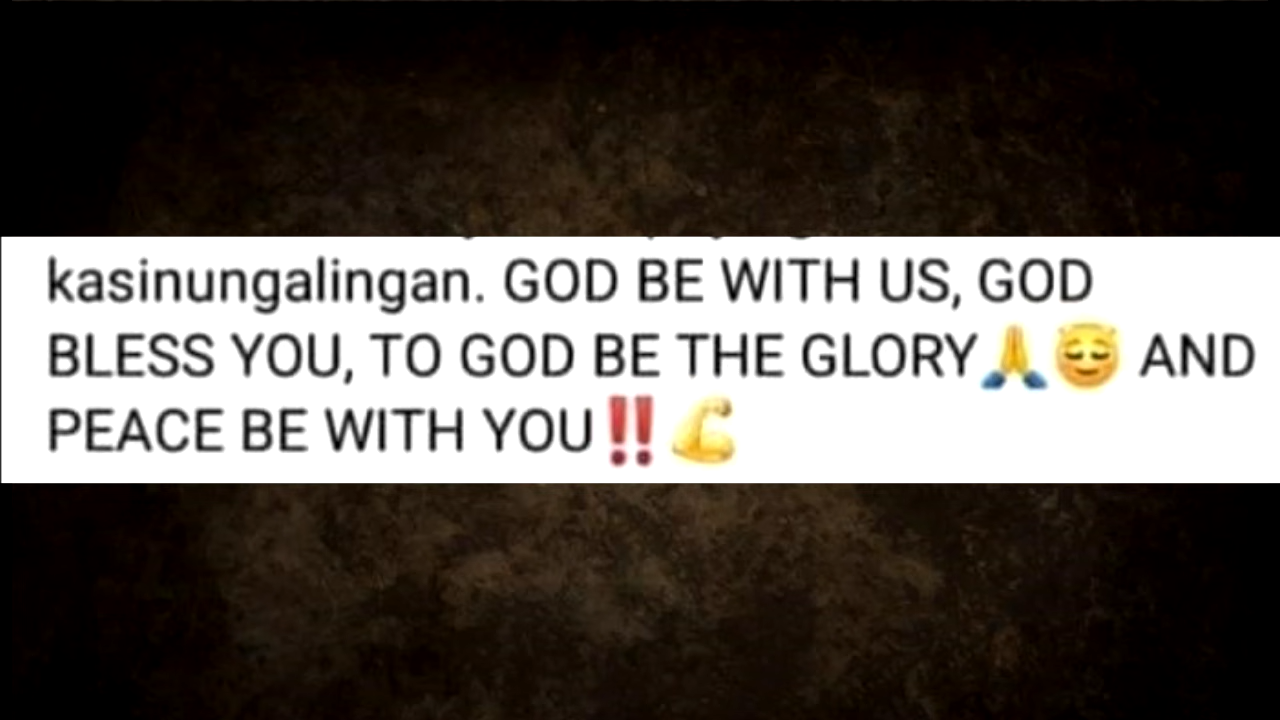 kasinungalingan. GOD BE WITH US, GOD
BLESS YOU, TO GOD BE THE GLORY🙏😇 AND
PEACE BE WITH YOU‼️💪